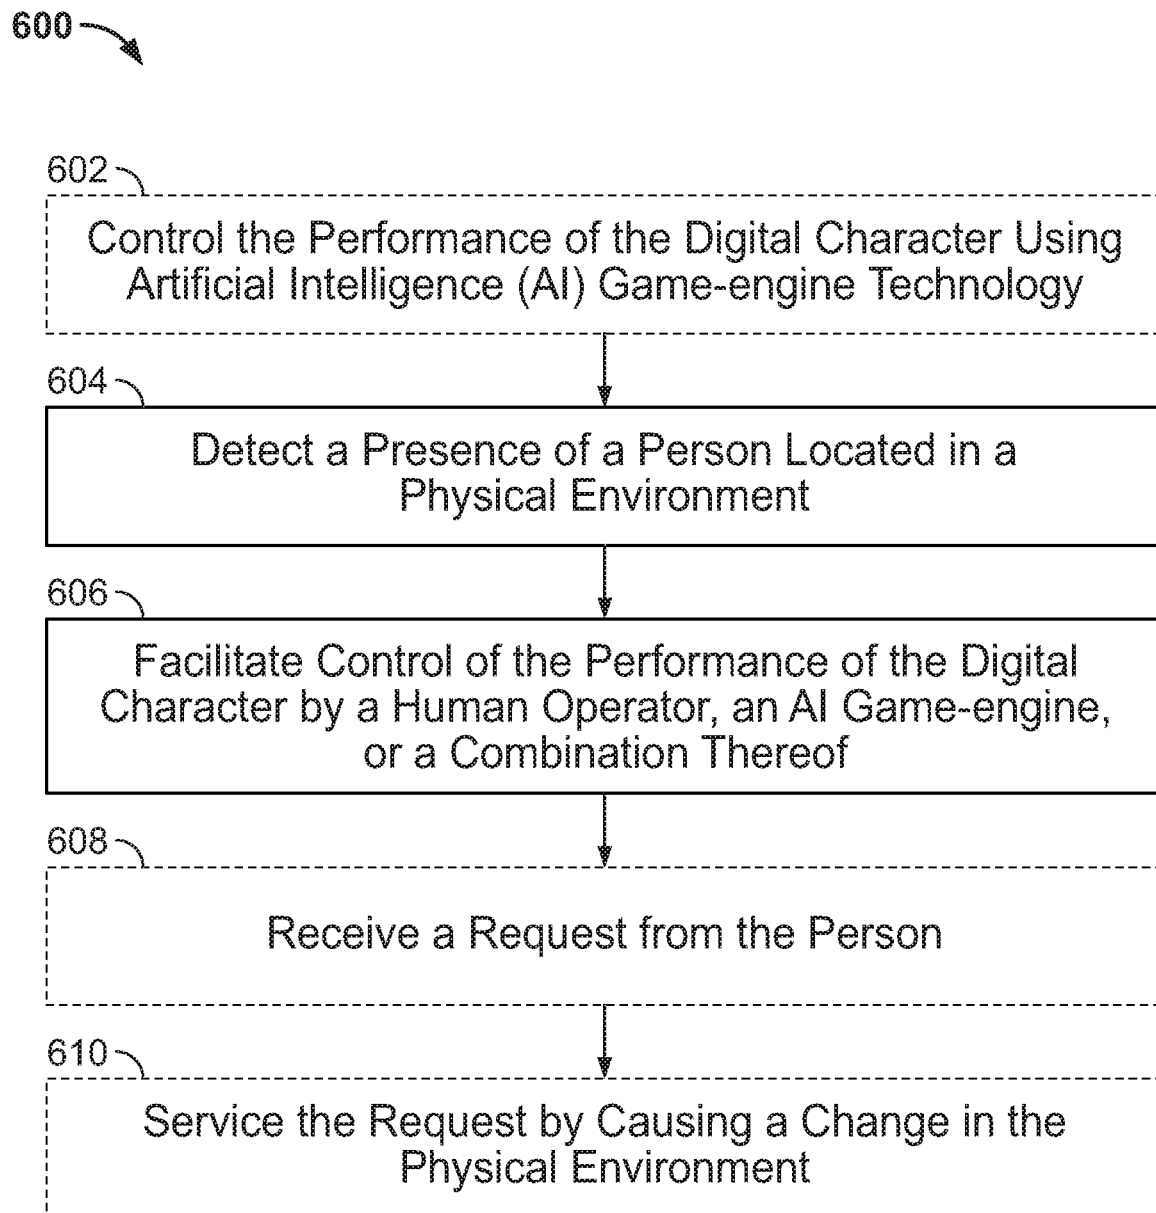 600
602
Control the Performance of the Digital Character Using
Artificial Intelligence (AI) Game-engine Technology
604
Detect a Presence of a Person Located in a
Physical Environment
606
Facilitate Control of the Performance of the Digital
Character by a Human Operator, an AI Game-engine,
or a Combination Thereof
608
Receive a Request from the Person
610
Service the Request by Causing a Change in the
Physical Environment